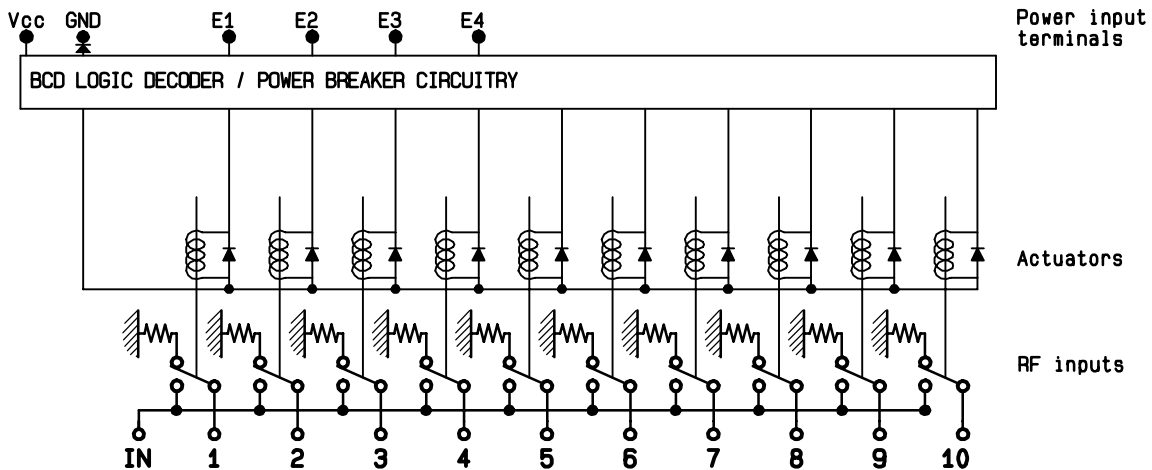 Vcc GND E1 E2 E3 E4 Power input
terminals
BCD LOGIC DECODER / POWER BREAKER CIRCUITRY
Actuators
RF inputs
IN 1 2 3 4 5 6 7 8 9 10